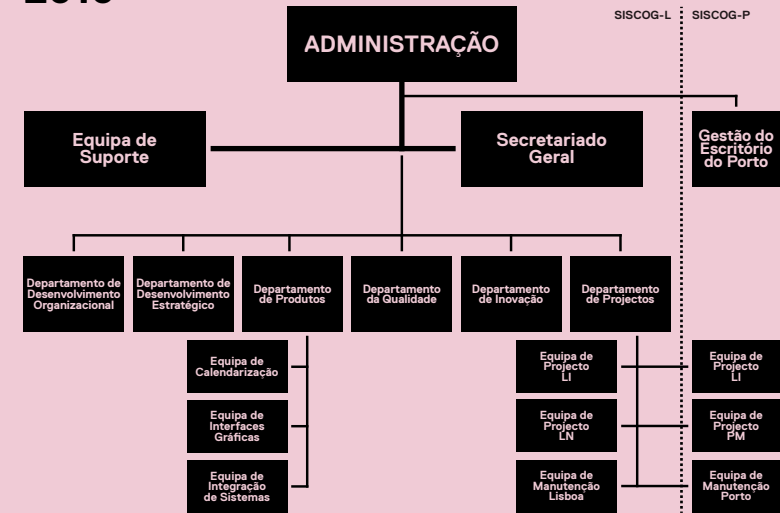 SISCOG-L
SISCOG-P
ADMINISTRAÇÃO
Equipa de
Suporte
Secretariado
Geral
Gestão do
Escritório
do Porto
Departamento de
Desenvolvimento
Organizacional
Departamento de
Desenvolvimento
Estratégico
Departamento
de Produtos
Departamento
da Qualidade
Departamento
de Inovação
Departamento
de Projectos
Equipa de
Calendarização
Equipa de
Projecto
LI
Equipa de
Projecto
LI
Equipa de
Interfaces
Gráficas
Equipa de
Projecto
LN
Equipa de
Projecto
PM
Equipa de
Integração
de Sistemas
Equipa de
Manutenção
Lisboa
Equipa de
Manutenção
Porto